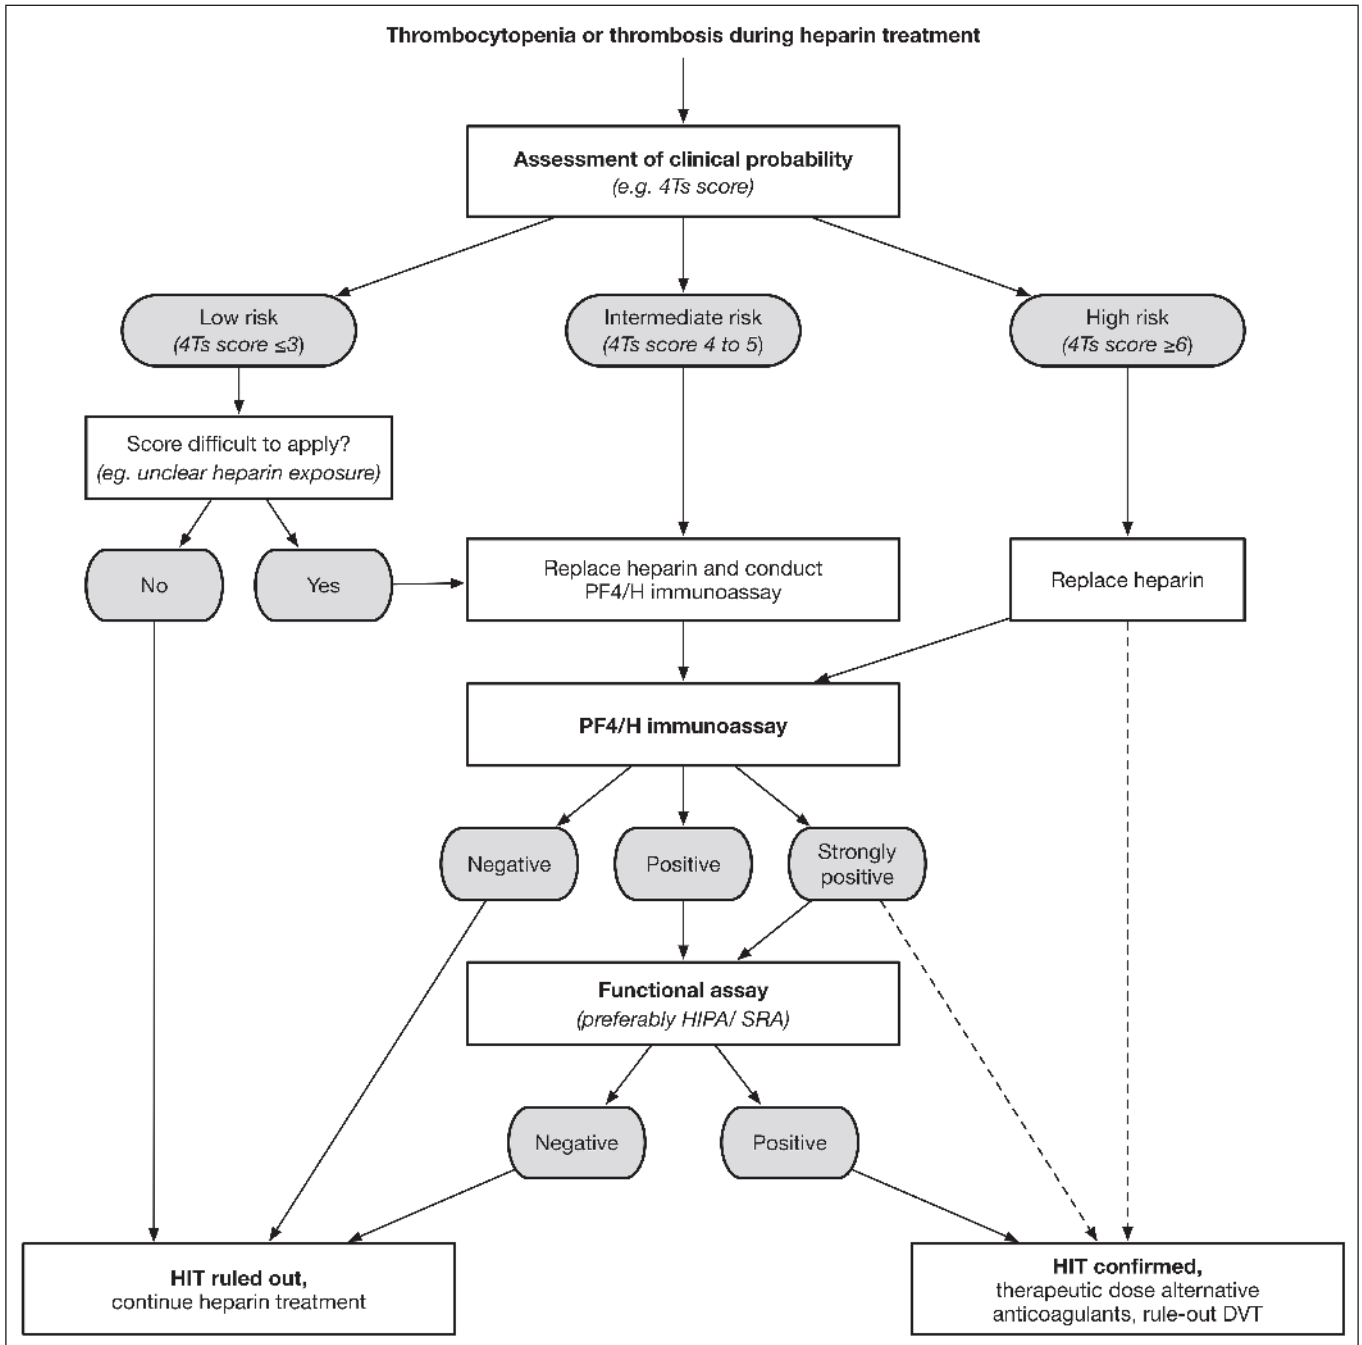 Thrombocytopenia or thrombosis during heparin treatment
Assessment of clinical probability
(e.g. 4Ts score)
Low risk
(4Ts score ≤3)
Intermediate risk
(4Ts score 4 to 5)
High risk
(4Ts score ≥6)
Score difficult to apply?
(eg. unclear heparin exposure)
No
Yes
Replace heparin and conduct
PF4/H immunoassay
Replace heparin
PF4/H immunoassay
Negative
Positive
Strongly
positive
Functional assay
(preferably HIPA/ SRA)
Negative
Positive
HIT ruled out,
continue heparin treatment
HIT confirmed,
therapeutic dose alternative
anticoagulants, rule-out DVT